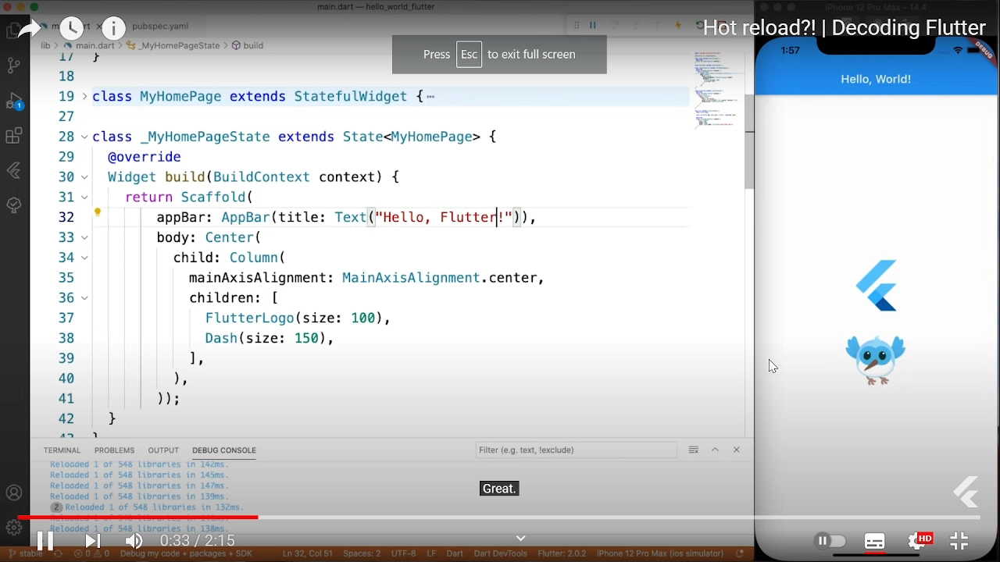 main.dart — hello_world_flutter
iPhone 12 Pro Max – 14.4
pubspec.yaml
Hot reload?! | Decoding Flutter
lib > main.dart > _MyHomePageState > build
Press Esc to exit full screen
1:57
DEBUG
Hello, World!
17 }
18
19 class MyHomePage extends StatefulWidget {…
27
28 class _MyHomePageState extends State<MyHomePage> {
29 @override
30 Widget build(BuildContext context) {
31 return Scaffold(
32 appBar: AppBar(title: Text("Hello, Flutter!")),
33 body: Center(
34 child: Column(
35 mainAxisAlignment: MainAxisAlignment.center,
36 children: [
37 FlutterLogo(size: 100),
38 Dash(size: 150),
39 ],
40 ),
41 ));
42 }
1
TERMINAL PROBLEMS OUTPUT DEBUG CONSOLE
Filter (e.g. text, !exclude)
Reloaded 1 of 548 libraries in 142ms.
Reloaded 1 of 548 libraries in 145ms.
Reloaded 1 of 548 libraries in 147ms.
Reloaded 1 of 548 libraries in 139ms.
2 Reloaded 1 of 548 libraries in 132ms.
Reloaded 1 of 548 libraries in 138ms.
Great.
0:33 / 2:15
HD
stable 0 0 Debug my code + packages + SDK Ln 32, Col 51 Spaces: 2 UTF-8 LF Dart Dart DevTools Flutter: 2.0.2 iPhone 12 Pro Max (ios simulator)